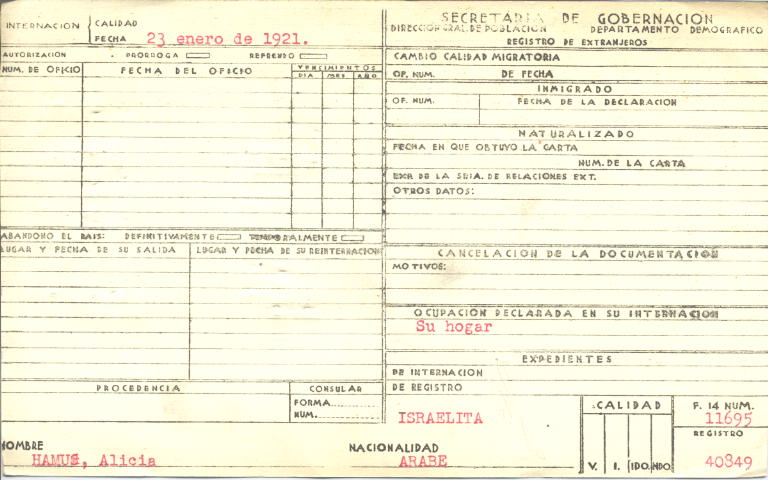 INTERNACION { CALIDAD
FECHA 23 enero de 1921.
AUTORIZACION . PRORROGA REFRENDO
NUM. DE OFICIO FECHA DEL OFICIO VENCIMIENTOS
DIA MES AÑO
ABANDONO EL PAIS: DEFINITIVAMENTE TEMPORALMENTE
LUGAR Y FECHA DE SU SALIDA LUGAR Y FECHA DE SU REINTERNACION
PROCEDENCIA CONSULAR
FORMA
NUM.
SECRETARIA DE GOBERNACION
DIRECCION GRAL. DE POBLACION DEPARTAMENTO DEMOGRAFICO
REGISTRO DE EXTRANJEROS
CAMBIO CALIDAD MIGRATORIA
OF. NUM. DE FECHA
INMIGRADO
OF. NUM. FECHA DE LA DECLARACION
NATURALIZADO
FECHA EN QUE OBTUYO LA CARTA
NUM. DE LA CARTA
EXP. DE LA SRIA. DE RELACIONES EXT.
OTROS DATOS:
CANCELACION DE LA DOCUMENTACION
MOTIVOS:
OCUPACION DECLARADA EN SU INTERNACION
Su hogar
EXPEDIENTES
DE INTERNACION
DE REGISTRO
ISRAELITA
CALIDAD
V. I. IDO. NDO.
F. 14 NUM.
11695
REGISTRO
40849
NOMBRE
HAMUS, Alicia
NACIONALIDAD
ARABE